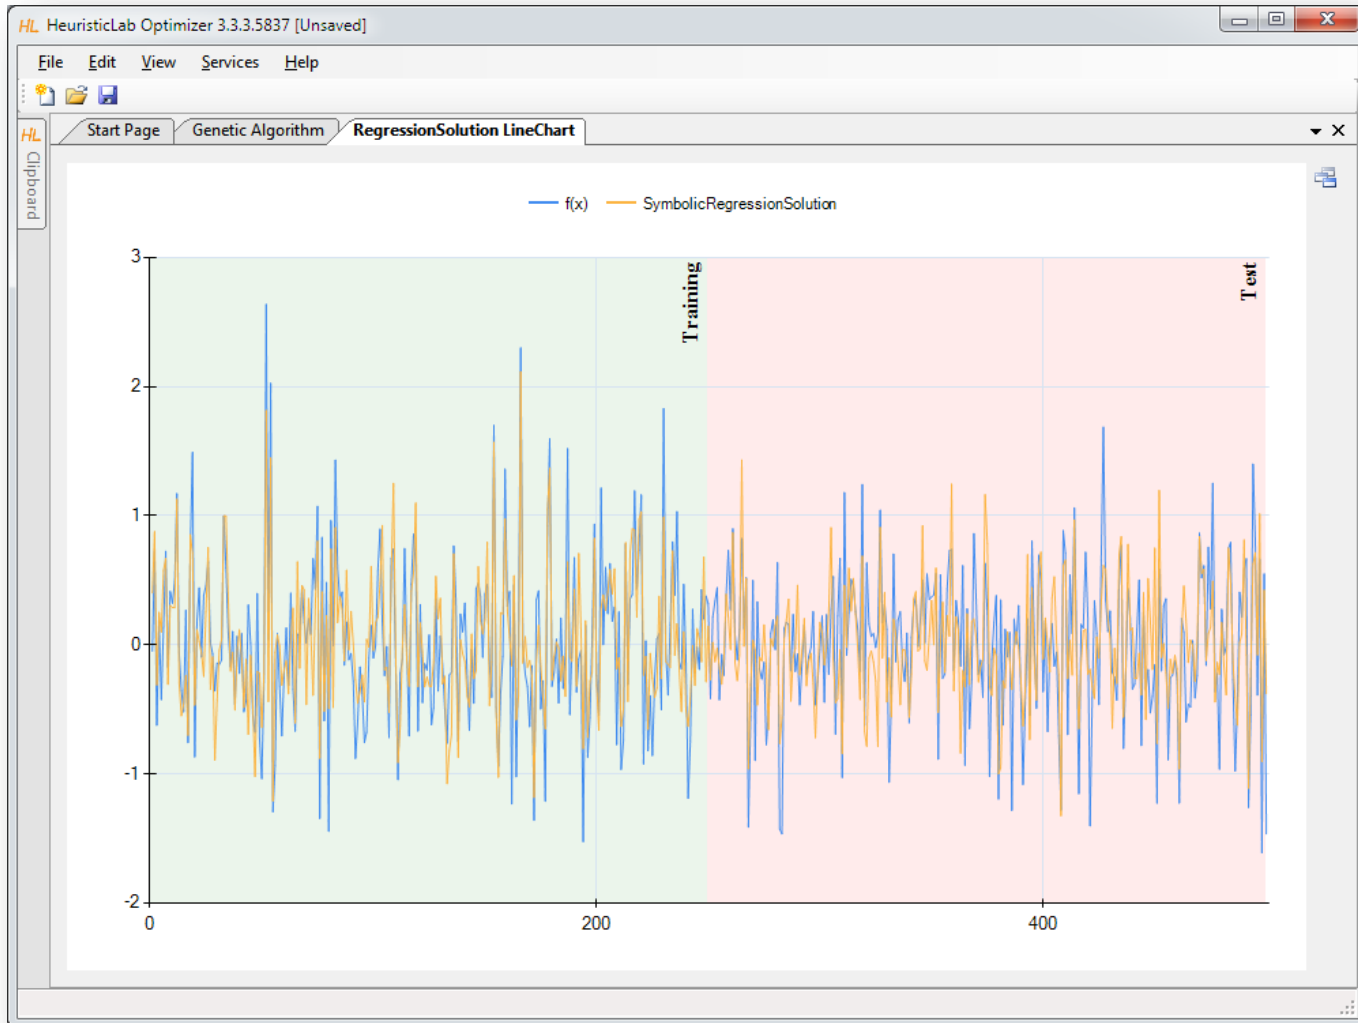 HL HeuristicLab Optimizer 3.3.3.5837 [Unsaved]
File Edit View Services Help
HL Clipboard
Start Page Genetic Algorithm RegressionSolution LineChart
f(x) SymbolicRegressionSolution
Training
Test
3
2
1
0
-1
-2
0 200 400